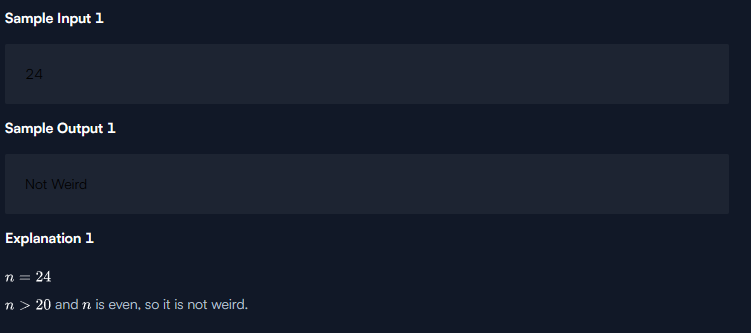 Sample Input 1
24
Sample Output 1
Not Weird
Explanation 1
n = 24
n > 20 and n is even, so it is not weird.